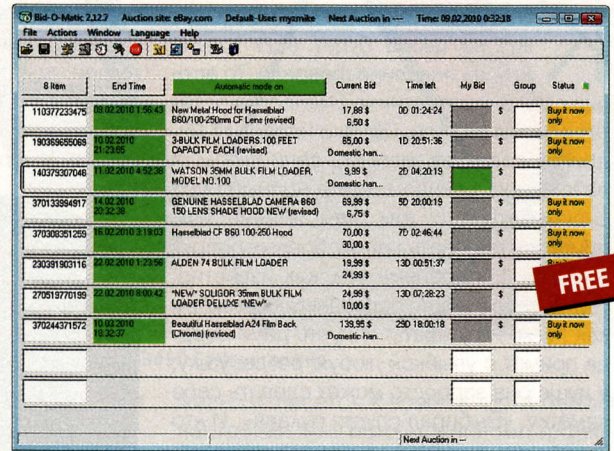 Bid-O-Matic 2.12.7 Auction site: eBay.com Default-User: myzmike Next Auction in --- Time: 09.02.2010 0:32:18
File Actions Window Language Help
8 Item End Time Automatic mode on Current Bid Time left My Bid Group Status
110377233475 09.02.2010 1:56:43 New Metal Hood for Hasselblad 17,88 $ 0D 01:24:24 $ Buy it now
B60/100-250mm CF Lens (revised) 6,50 $ only
190369655068 10.02.2010 3-BULK FILM LOADERS.100 FEET 65,00 $ 1D 20:51:36 $ Buy it now
21:23:55 CAPACITY EACH (revised) Domestic han... only
140379307046 11.02.2010 4:52:38 WATSON 35MM BULK FILM LOADER, 9,99 $ 2D 04:20:19 $
MODEL NO.100 Domestic han...
370133994917 14.02.2010 GENUINE HASSELBLAD CAMERA B60 69,99 $ 5D 20:00:19 $ Buy it now
20:32:38 150 LENS SHADE HOOD NEW (revised) 6,75 $ only
370308351259 16.02.2010 3:19:03 Hasselblad CF B60 100-250 Hood 70,00 $ 7D 02:46:44 $ Buy it now
30,00 $ only
230391903116 22.02.2010 1:23:56 ALDEN 74 BULK FILM LOADER 19,99 $ 13D 00:51:37 $
24,99 $
FREE
270519770199 22.02.2010 8:00:42 *NEW* SOLIGOR 35mm BULK FILM 24,99 $ 13D 07:28:23 $
LOADER DELUXE *NEW* 10,00 $ only
370244371572 10.03.2010 Beautiful Hasselblad A24 Film Back 139,95 $ 29D 18:00:18 $ Buy it now
18:32:37 (Chrome) (revised) Domestic han... only
Next Auction in ---